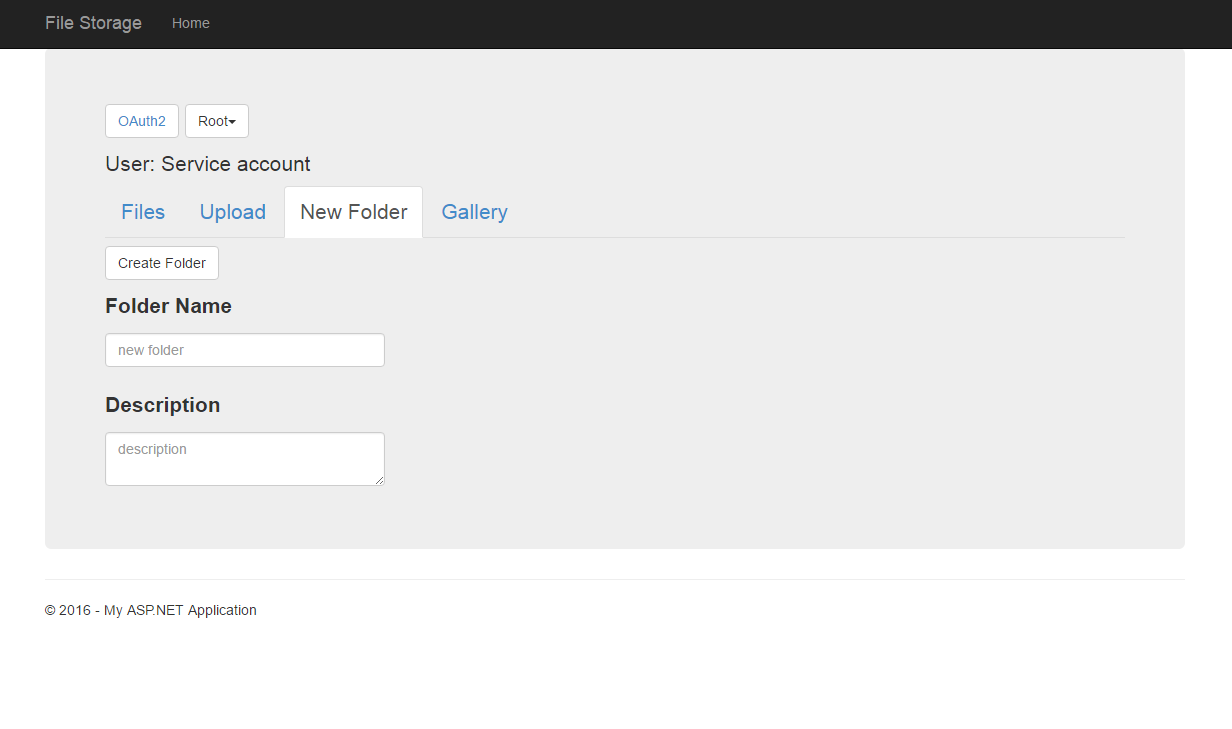 File Storage Home
OAuth2 Root
User: Service account
Files Upload New Folder Gallery
Create Folder
Folder Name
new folder
Description
description
© 2016 - My ASP.NET Application